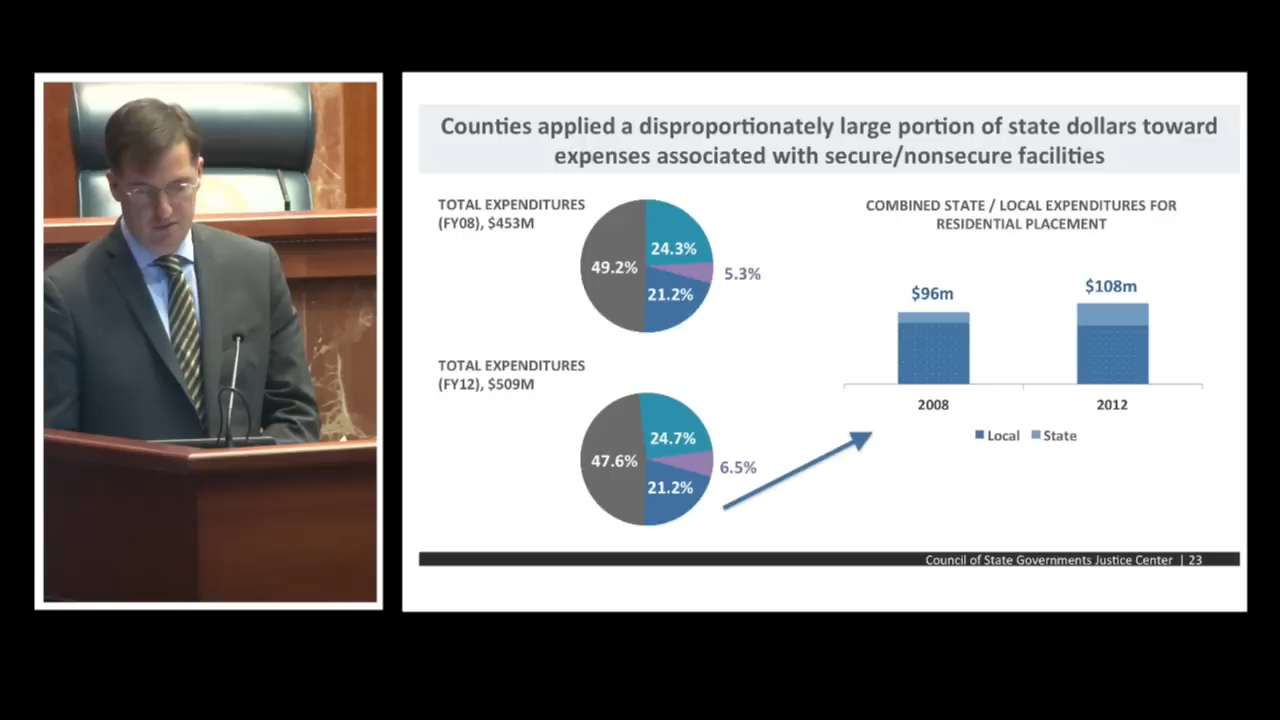 Counties applied a disproportionately large portion of state dollars toward
expenses associated with secure/nonsecure facilities
TOTAL EXPENDITURES
(FY08), $453M
49.2%
24.3%
5.3%
21.2%
TOTAL EXPENDITURES
(FY12), $509M
47.6%
24.7%
6.5%
21.2%
COMBINED STATE / LOCAL EXPENDITURES FOR
RESIDENTIAL PLACEMENT
$96m
$108m
2008
2012
Local
State
Council of State Governments Justice Center | 23